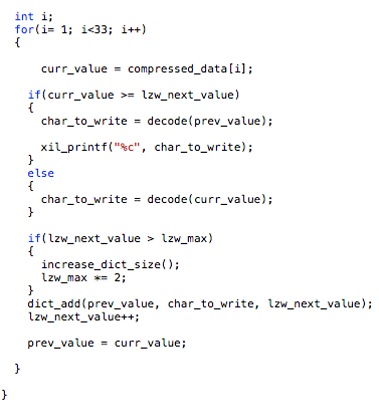 int i;
for(i= 1; i<33; i++)
{
curr_value = compressed_data[i];
if(curr_value >= lzw_next_value)
{
char_to_write = decode(prev_value);
xil_printf("%c", char_to_write);
}
else
{
char_to_write = decode(curr_value);
}
if(lzw_next_value > lzw_max)
{
increase_dict_size();
lzw_max *= 2;
}
dict_add(prev_value, char_to_write, lzw_next_value);
lzw_next_value++;
prev_value = curr_value;
}
}